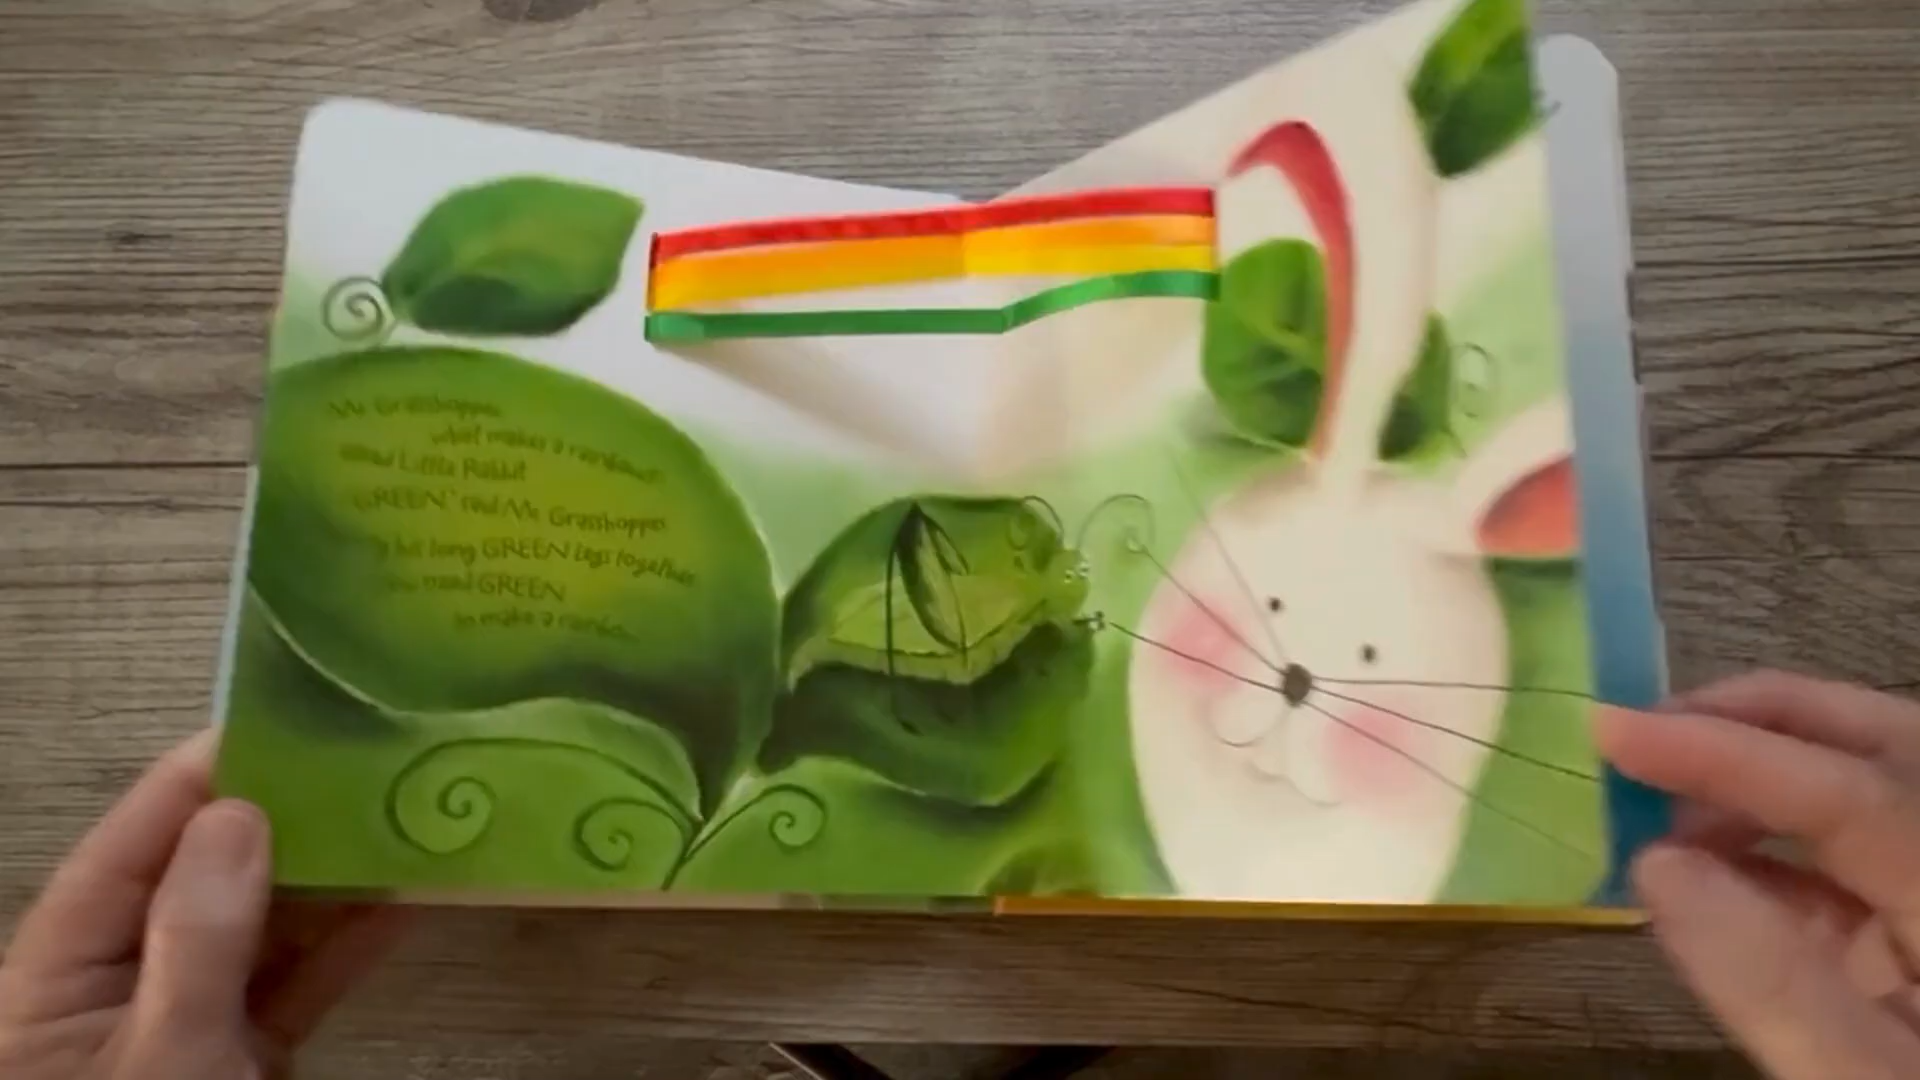 Mr Grasshopper
what makes a rainbow?
asked Little Rabbit
GREEN" said Mr Grasshopper
his long GREEN legs together
you need GREEN
to make a rainbow